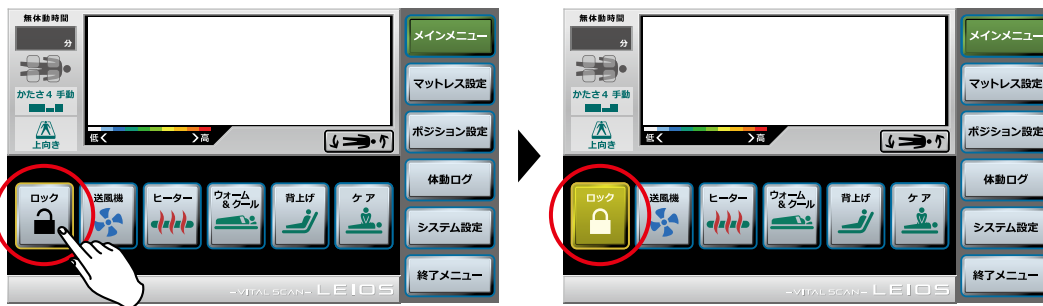 無体動時間
分
かたさ4 手動
上向き
低く
>高
メインメニュー
マットレス設定
ポジション設定
体動ログ
システム設定
終了メニュー
ロック
送風機
ヒーター
ウォーム
&クール
背上げ
ケア
-VITAL SCAN- LEIOS
無体動時間
分
かたさ4 手動
上向き
低く
>高
メインメニュー
マットレス設定
ポジション設定
体動ログ
システム設定
終了メニュー
ロック
送風機
ヒーター
ウォーム
&クール
背上げ
ケア
-VITAL SCAN- LEIOS